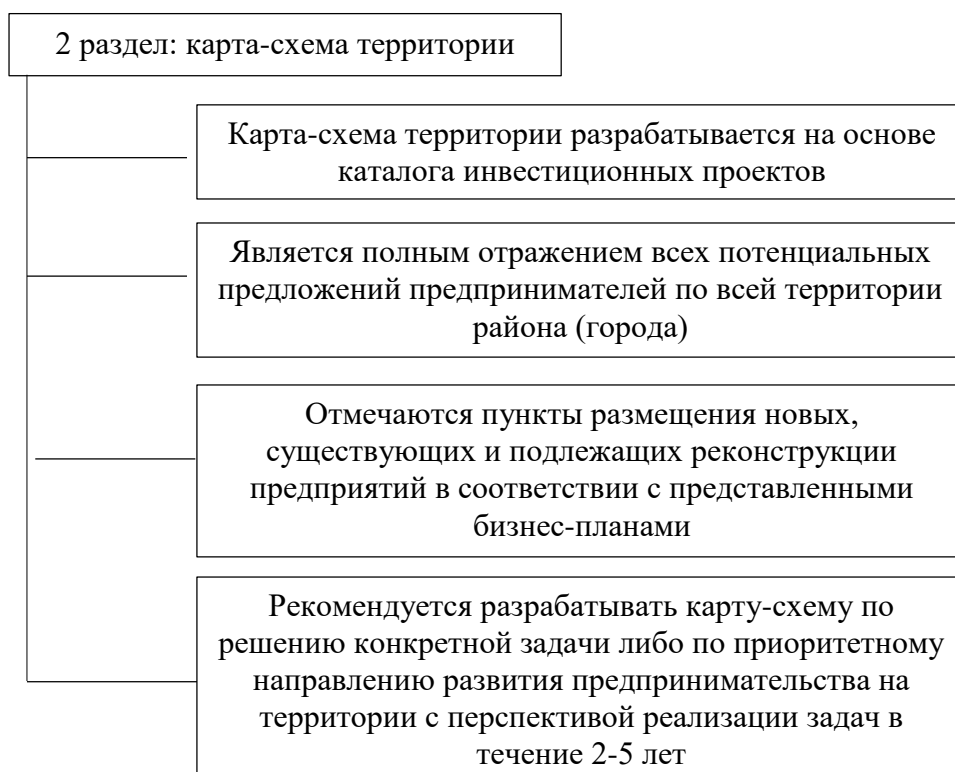 2 раздел: карта-схема территории
Карта-схема территории разрабатывается на основе
каталога инвестиционных проектов
Является полным отражением всех потенциальных
предложений предпринимателей по всей территории
района (города)
Отмечаются пункты размещения новых,
существующих и подлежащих реконструкции
предприятий в соответствии с представленными
бизнес-планами
Рекомендуется разрабатывать карту-схему по
решению конкретной задачи либо по приоритетному
направлению развития предпринимательства на
территории с перспективой реализации задач в
течение 2-5 лет